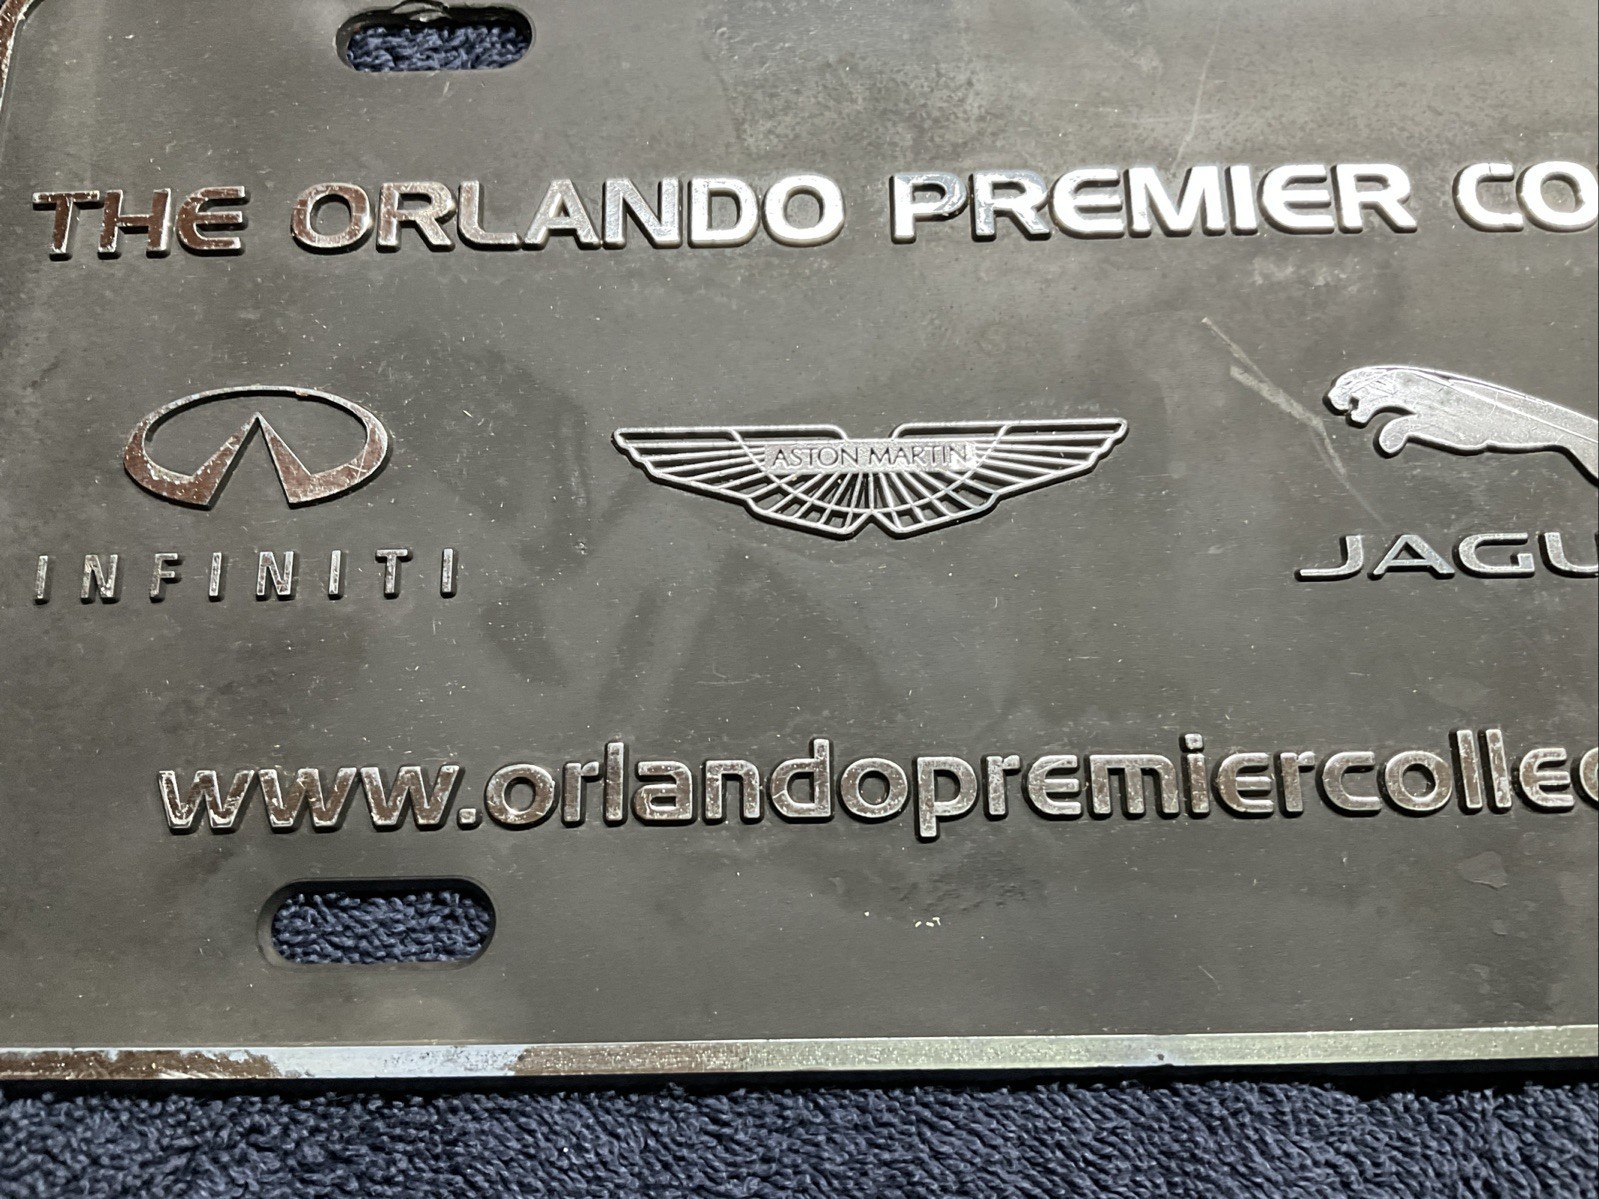 THE ORLANDO PREMIER CO
INFINITI
ASTON MARTIN
JAGU
www.orlandopremiercollec